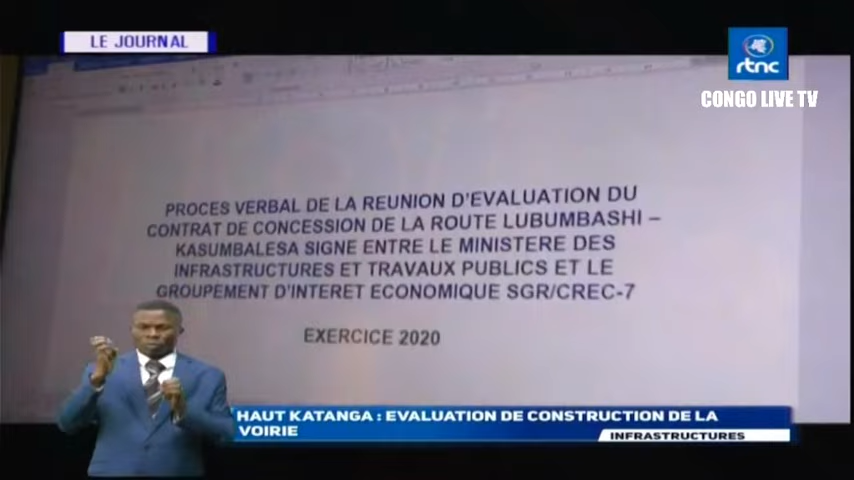 LE JOURNAL
rtnc
CONGO LIVE TV
PROCES VERBAL DE LA REUNION D'EVALUATION DU
CONTRAT DE CONCESSION DE LA ROUTE LUBUMBASHI –
KASUMBALESA SIGNE ENTRE LE MINISTERE DES
INFRASTRUCTURES ET TRAVAUX PUBLICS ET LE
GROUPEMENT D'INTERET ECONOMIQUE SGR/CREC-7
EXERCICE 2020
HAUT KATANGA : EVALUATION DE CONSTRUCTION DE LA
VOIRIE
INFRASTRUCTURES